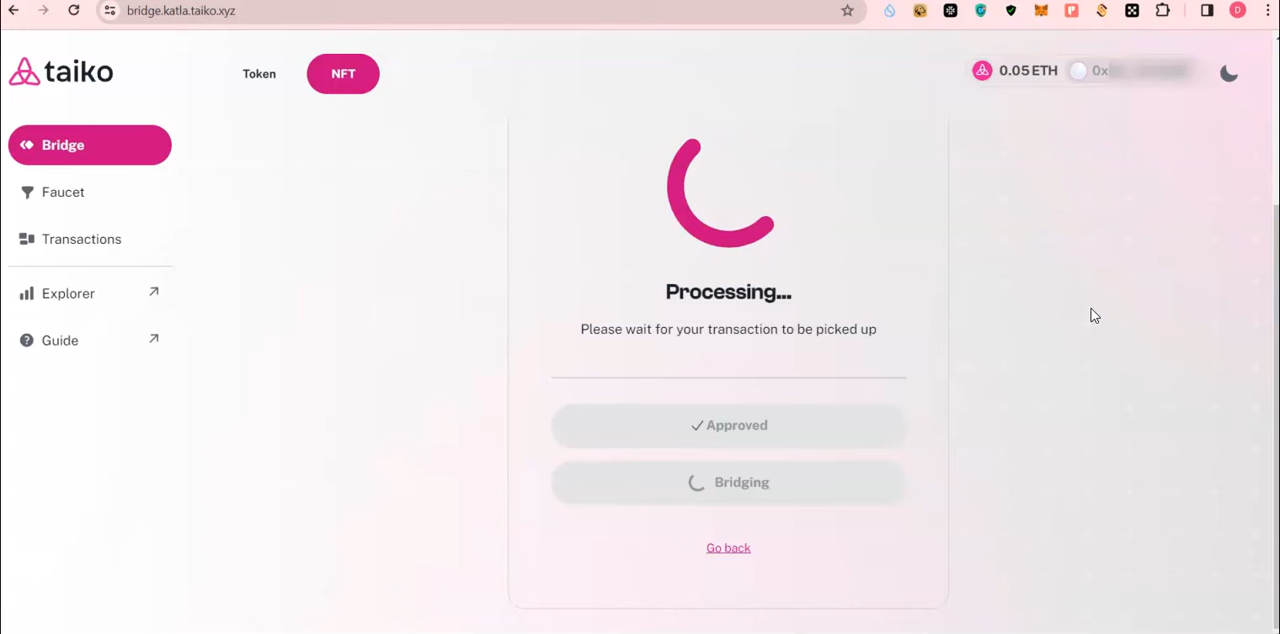 bridge.katla.taiko.xyz
D
taiko
Token
NFT
0.05 ETH
0x
Bridge
Faucet
Transactions
Explorer
Guide
Processing...
Please wait for your transaction to be picked up
Approved
Bridging
Go back